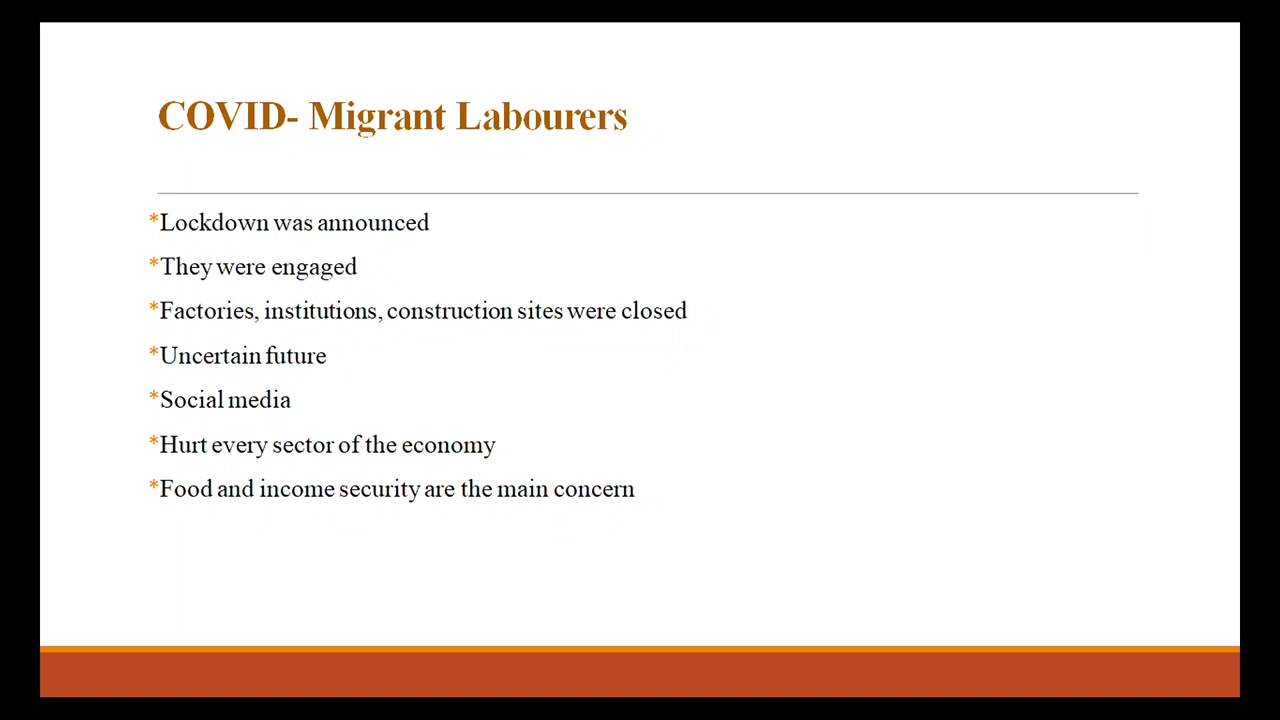 COVID- Migrant Labourers
*Lockdown was announced
*They were engaged
*Factories, institutions, construction sites were closed
*Uncertain future
*Social media
*Hurt every sector of the economy
*Food and income security are the main concern